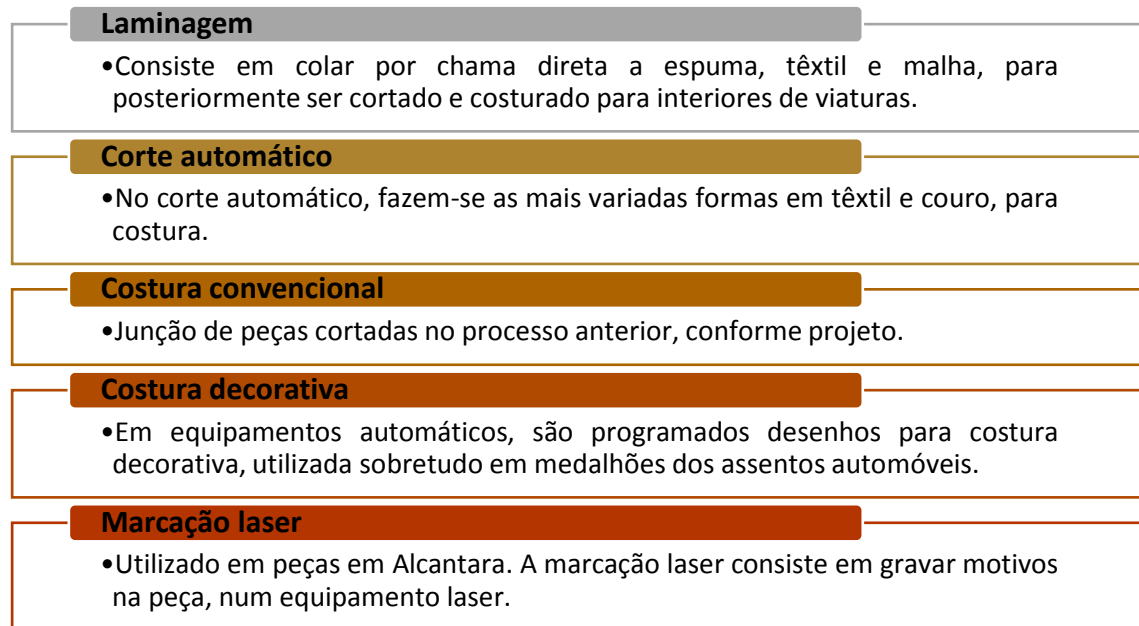 Laminagem
•Consiste em colar por chama direta a espuma, têxtil e malha, para
posteriormente ser cortado e costurado para interiores de viaturas.
Corte automático
•No corte automático, fazem-se as mais variadas formas em têxtil e couro, para
costura.
Costura convencional
•Junção de peças cortadas no processo anterior, conforme projeto.
Costura decorativa
•Em equipamentos automáticos, são programados desenhos para costura
decorativa, utilizada sobretudo em medalhões dos assentos automóveis.
Marcação laser
•Utilizado em peças em Alcantara. A marcação laser consiste em gravar motivos
na peça, num equipamento laser.